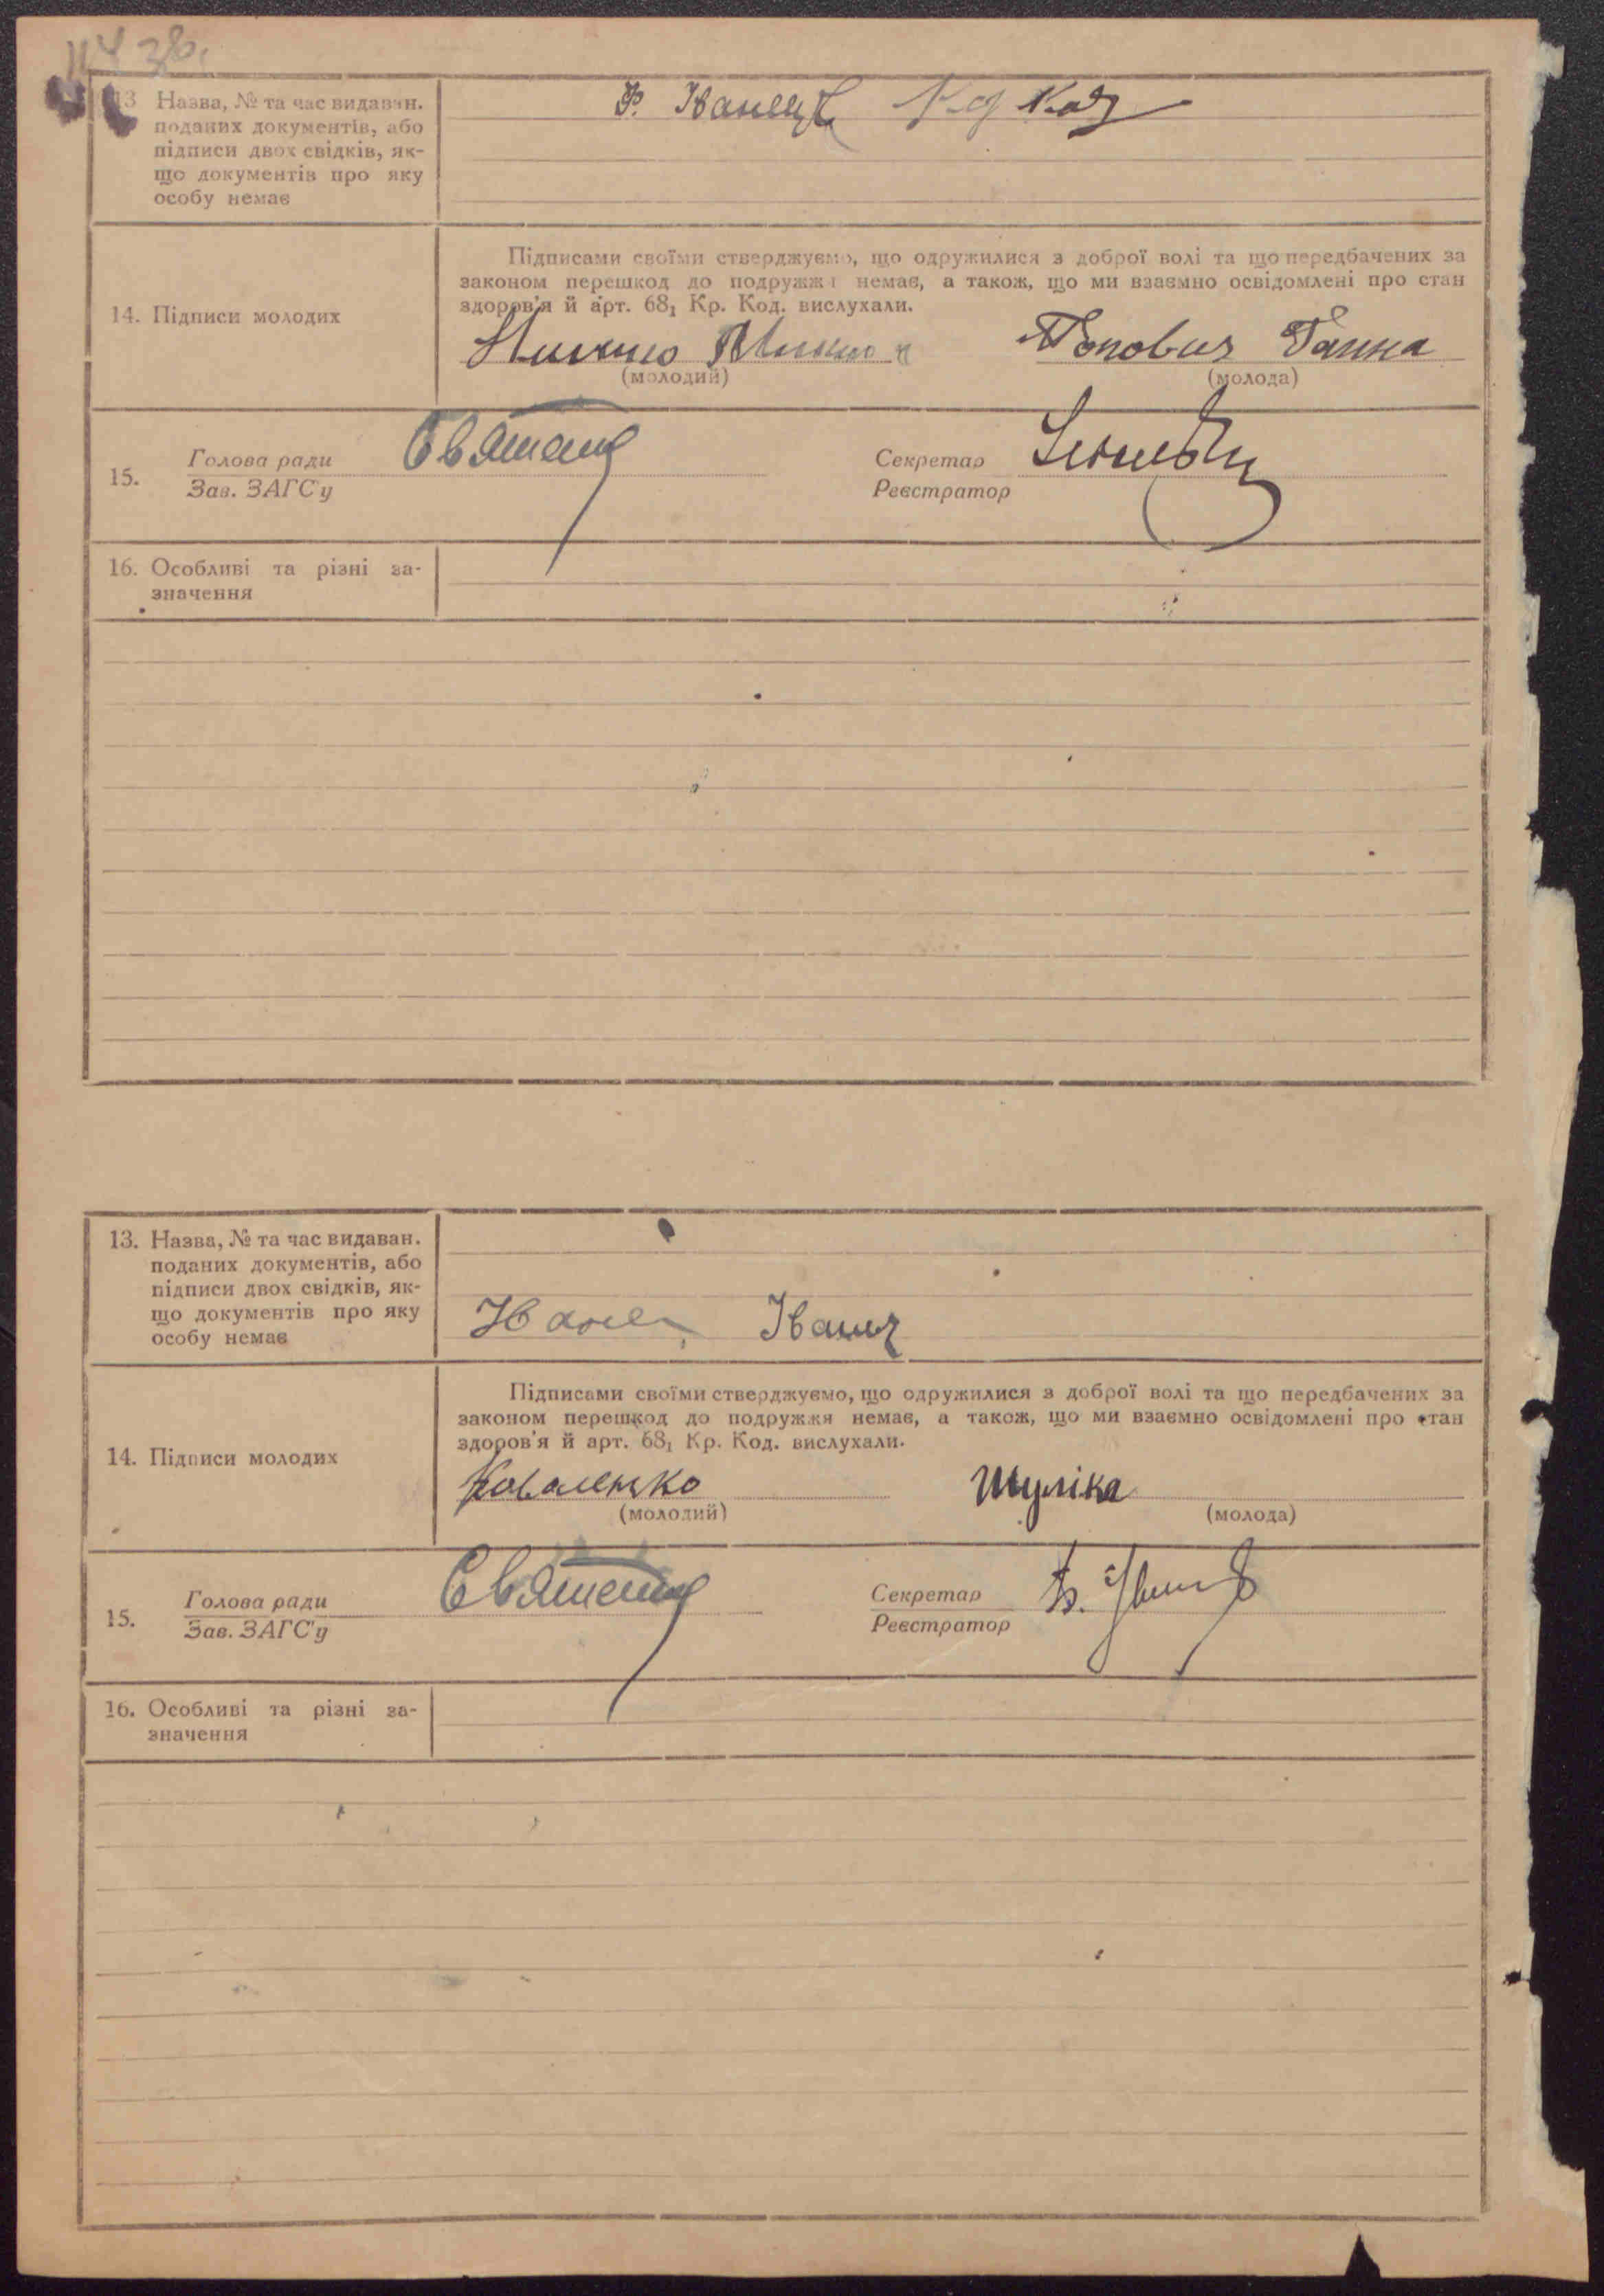 114 зв.
13 Назва, № та час видаван.
поданих документів, або
підписи двох свідків, як-
що документів про яку
особу немає
Ф.
14. Підписи молодих
Підписами своїми стверджуємо, що одружилися з доброї волі та що передбачених за
законом перешкод до подружжя немає, а також, що ми взаємно освідомлені про стан
здоров'я й арт. 68₁ Кр. Код. вислухали.
Попович Ганна
(молодий) (молода)
15. Голова ради
Зав. ЗАГС'у
Секретар
Реєстратор
16. Особливі та різні за-
значення
13. Назва, № та час видаван.
поданих документів, або
підписи двох свідків, як-
що документів про яку
особу немає
14. Підписи молодих
Підписами своїми стверджуємо, що одружилися з доброї волі та що передбачених за
законом перешкод до подружжя немає, а також, що ми взаємно освідомлені про стан
здоров'я й арт. 68₁ Кр. Код. вислухали.
Коваленко Шуліка
(молодий) (молода)
15. Голова ради
Зав. ЗАГС'у
Секретар
Реєстратор
16. Особливі та різні за-
значення